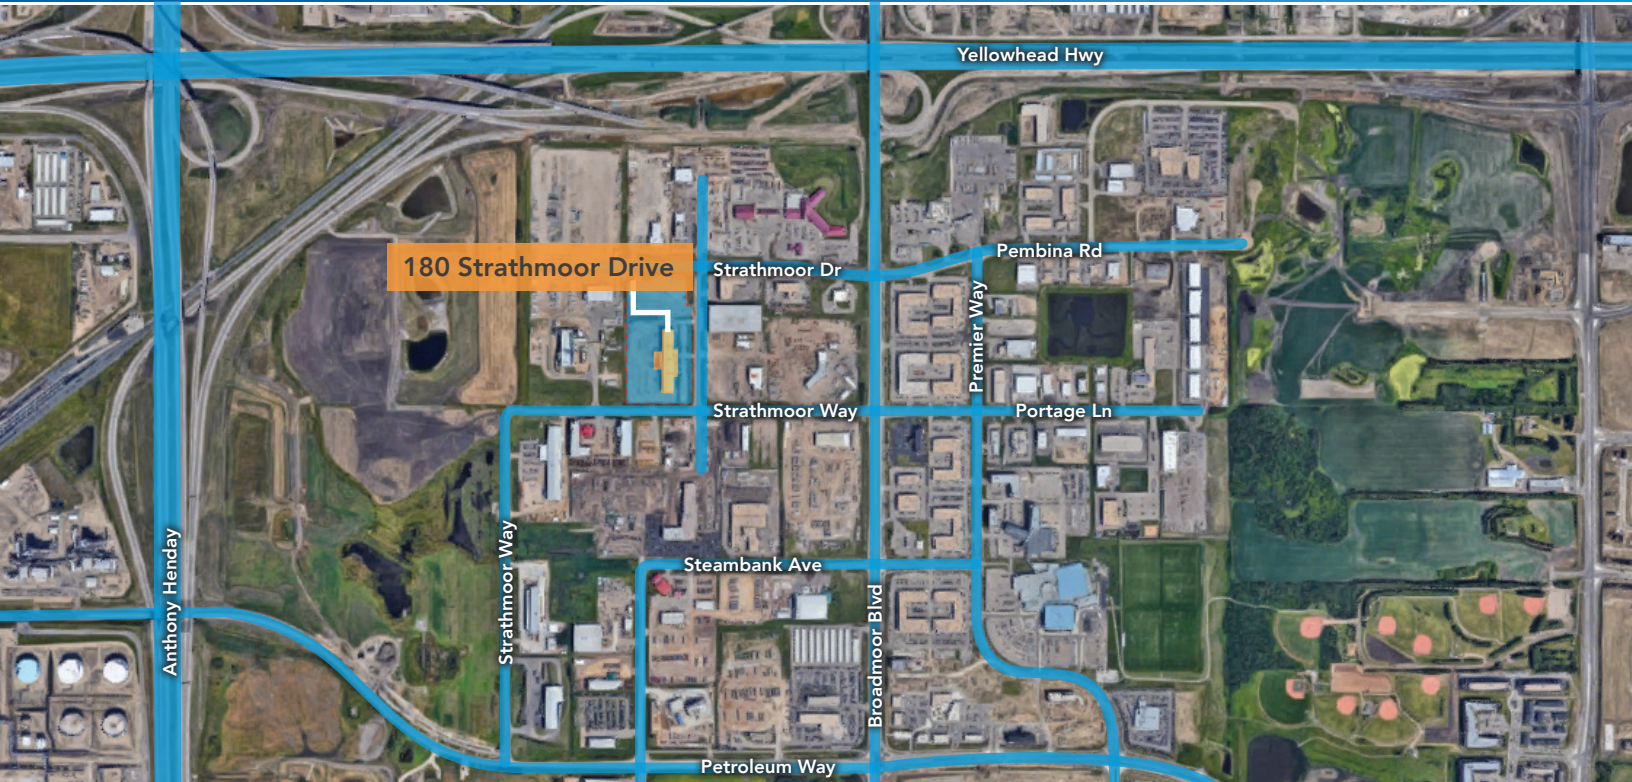 Yellowhead Hwy
Pembina Rd
180 Strathmoor Drive
Strathmoor Dr
Premier Way
Strathmoor Way
Portage Ln
Anthony Henday
Strathmoor Way
Steambank Ave
Broadmoor Blvd
Petroleum Way